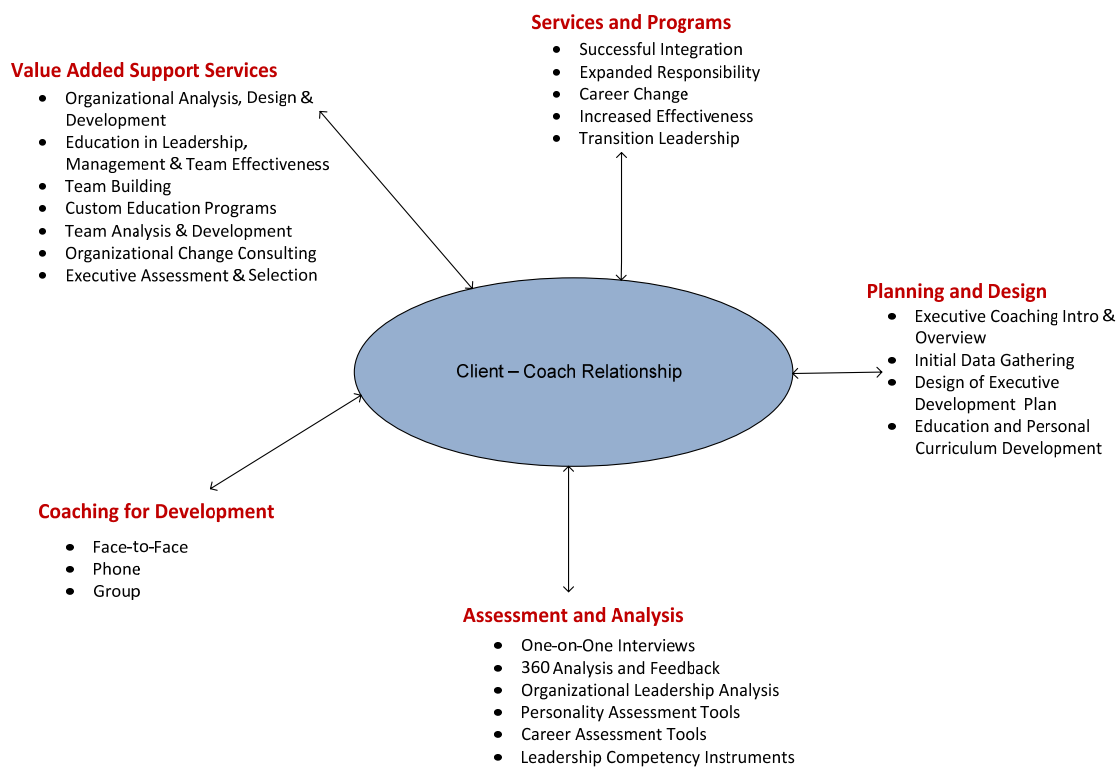 Services and Programs
• Successful Integration
• Expanded Responsibility
• Career Change
• Increased Effectiveness
• Transition Leadership
Value Added Support Services
• Organizational Analysis, Design &
Development
• Education in Leadership,
Management & Team Effectiveness
• Team Building
• Custom Education Programs
• Team Analysis & Development
• Organizational Change Consulting
• Executive Assessment & Selection
Planning and Design
• Executive Coaching Intro &
Overview
• Initial Data Gathering
• Design of Executive
Development Plan
• Education and Personal
Curriculum Development
Client – Coach Relationship
Coaching for Development
• Face-to-Face
• Phone
• Group
Assessment and Analysis
• One-on-One Interviews
• 360 Analysis and Feedback
• Organizational Leadership Analysis
• Personality Assessment Tools
• Career Assessment Tools
• Leadership Competency Instruments